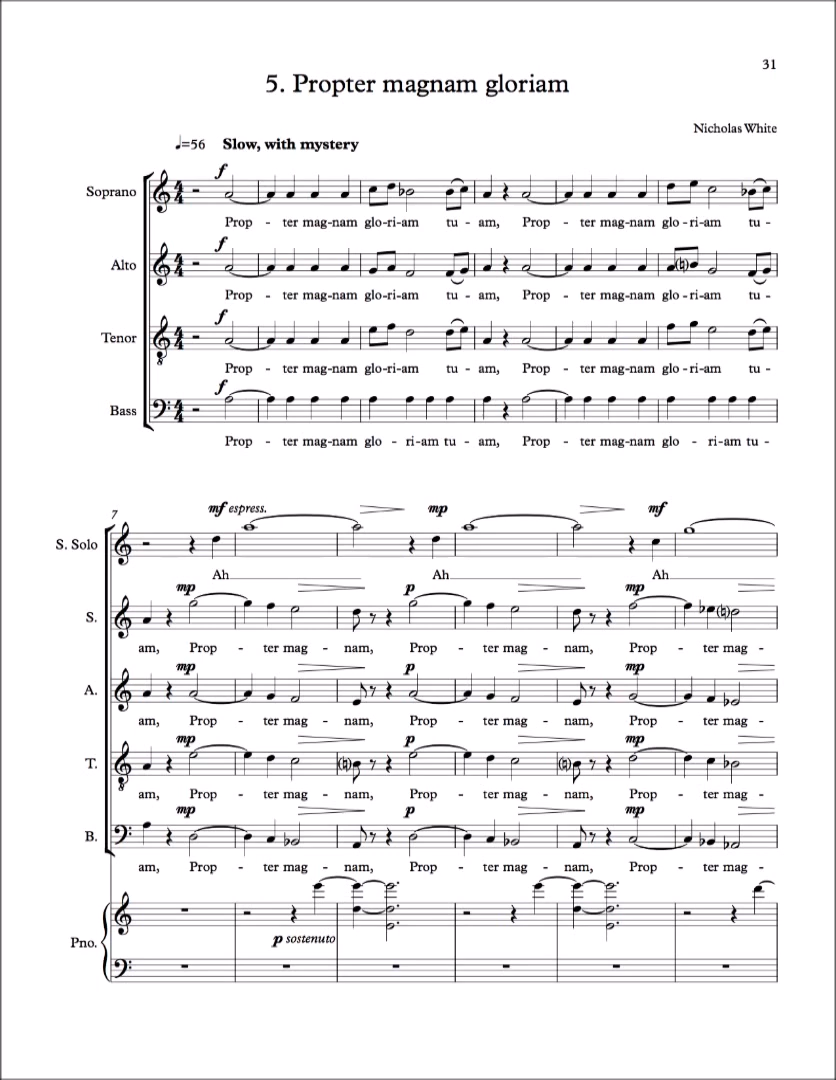 31
5. Propter magnam gloriam
Nicholas White
♩=56 Slow, with mystery
f
Soprano
Prop - ter mag-nam glo-ri-am tu - am, Prop - ter mag-nam glo - ri-am tu -
f
Alto
Prop - ter mag-nam glo-ri-am tu - am, Prop - ter mag-nam glo - ri-am tu -
f
Tenor
Prop - ter mag-nam glo-ri-am tu - am, Prop - ter mag-nam glo - ri-am tu -
f
Bass
Prop - ter mag-nam glo - ri-am tu - am, Prop - ter mag-nam glo - ri-am tu -
7 mf espress. mp mf
S. Solo
Ah Ah Ah
mp p mp
S.
am, Prop - ter mag - nam, Prop - ter mag - nam, Prop - ter mag -
mp p mp
A.
am, Prop - ter mag - nam, Prop - ter mag - nam, Prop - ter mag -
mp p mp
T.
am, Prop - ter mag - nam, Prop - ter mag - nam, Prop - ter mag -
mp p mp
B.
am, Prop - ter mag - nam, Prop - ter mag - nam, Prop - ter mag -
Pno.
p sostenuto